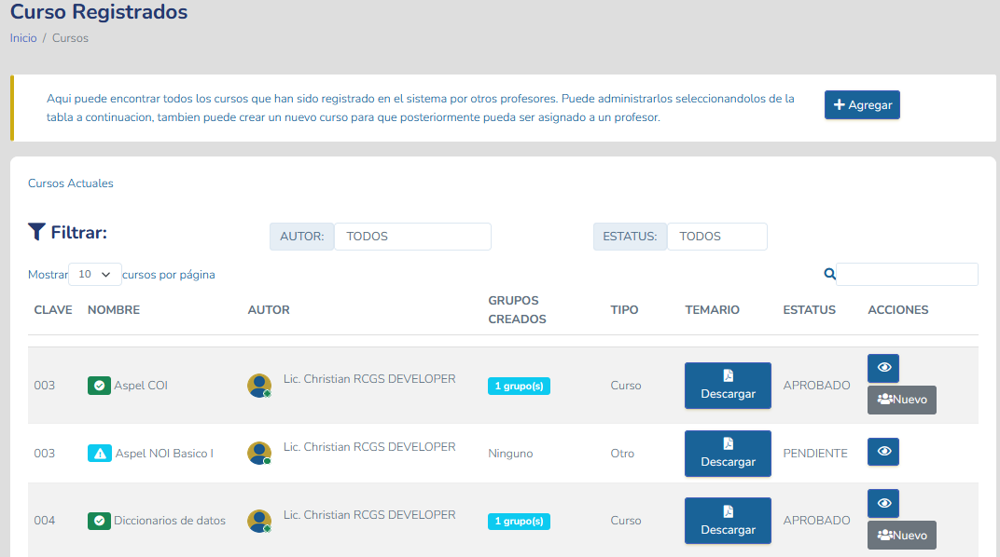 Curso Registrados
Inicio / Cursos
Aqui puede encontrar todos los cursos que han sido registrado en el sistema por otros profesores. Puede administrarlos seleccionandolos de la
tabla a continuacion, tambien puede crear un nuevo curso para que posteriormente pueda ser asignado a un profesor.
Agregar
Cursos Actuales
Filtrar:
AUTOR: TODOS
ESTATUS: TODOS
Mostrar 10 cursos por página
CLAVE NOMBRE AUTOR GRUPOS CREADOS TIPO TEMARIO ESTATUS ACCIONES
003 Aspel COI Lic. Christian RCGS DEVELOPER 1 grupo(s) Curso Descargar APROBADO Nuevo
003 Aspel NOI Basico I Lic. Christian RCGS DEVELOPER Ninguno Otro Descargar PENDIENTE
004 Diccionarios de datos Lic. Christian RCGS DEVELOPER 1 grupo(s) Curso Descargar APROBADO Nuevo